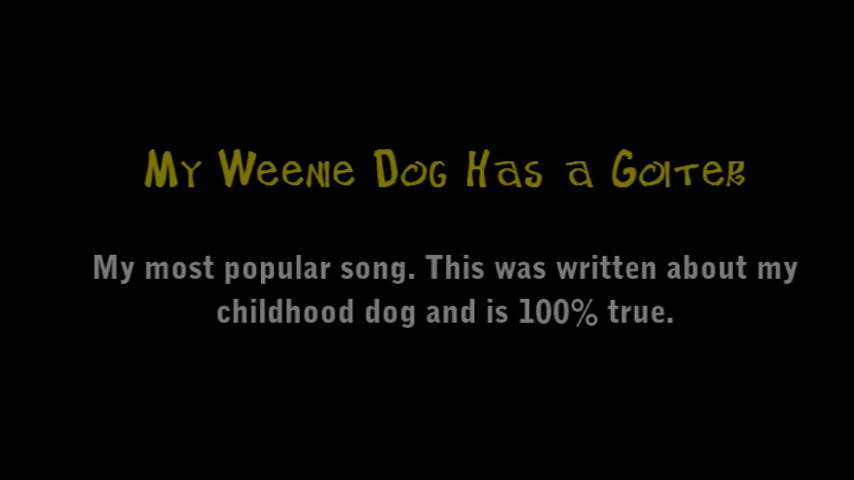 My Weenie Dog Has a Goiter
My most popular song. This was written about my
childhood dog and is 100% true.